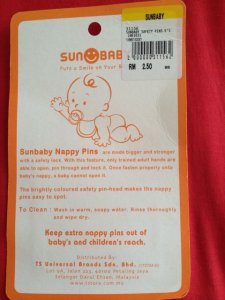 SUNBABY
SUNBABY
Puts a Smile on Your
SUNBABY SAFETY PINS 5'S
RM 2.50
Sunbaby Nappy Pins are made bigger and stronger
with a safety lock. With this feature, only trained adult hands are
able to open, pin through and lock it. Once fasten properly onto
baby's nappy, a baby cannot open it.
The brightly coloured safety pin-head makes the nappy
pins easy to spot.
To Clean : Wash in warm, soapy water. Rinse thoroughly
and wipe dry.
Keep extra nappy pins out of
baby's and children's reach.
Distributed By:
TS Universal Brands Sdn. Bhd.
Selangor Darul Ehsan, Malaysia